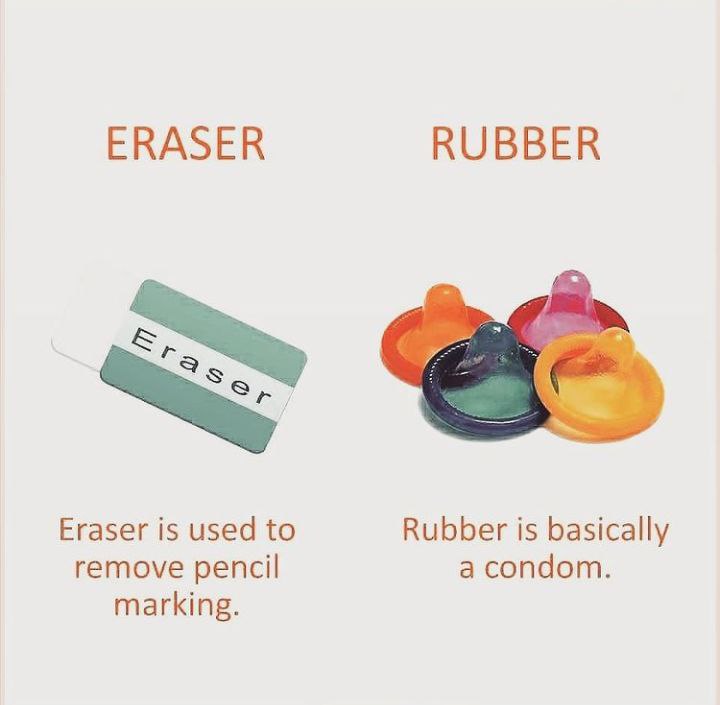 ERASER
RUBBER
Eraser
Eraser is used to
remove pencil
marking.
Rubber is basically
a condom.